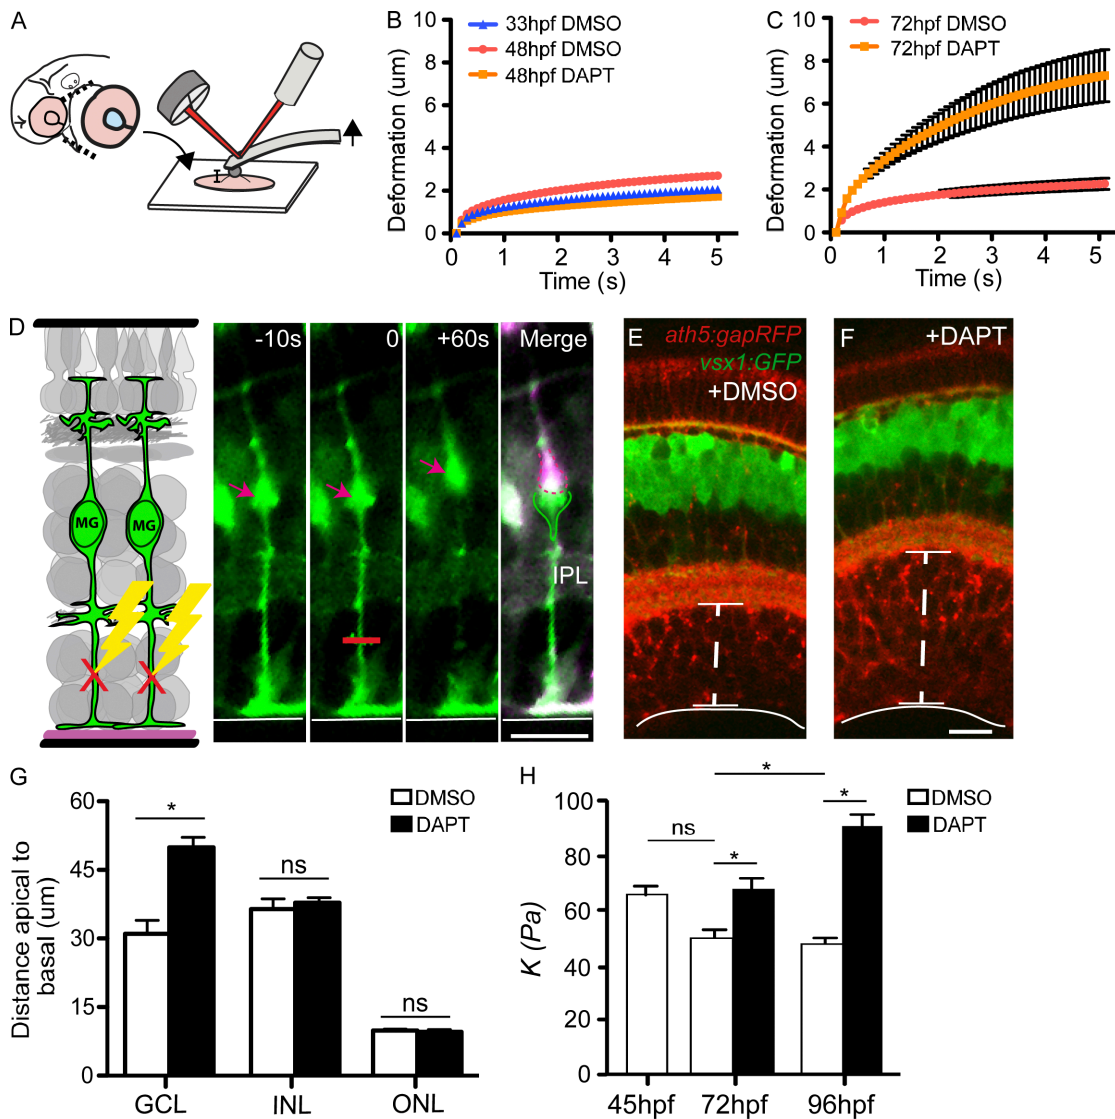 A
B
Deformation (um)
10
8
6
4
2
0
33hpf DMSO
48hpf DMSO
48hpf DAPT
0 1 2 3 4 5
Time (s)
C
Deformation (um)
10
8
6
4
2
0
72hpf DMSO
72hpf DAPT
0 1 2 3 4 5
Time (s)
D
MG MG
-10s
0
+60s
Merge
IPL
E
ath5:gapRFP
vsx1:GFP
+DMSO
F
+DAPT
G
Distance apical to
basal (um)
60
45
30
15
0
DMSO
DAPT
*
ns
ns
GCL INL ONL
H
K (Pa)
100
80
60
40
20
0
DMSO
DAPT
ns
*
*
*
45hpf 72hpf 96hpf